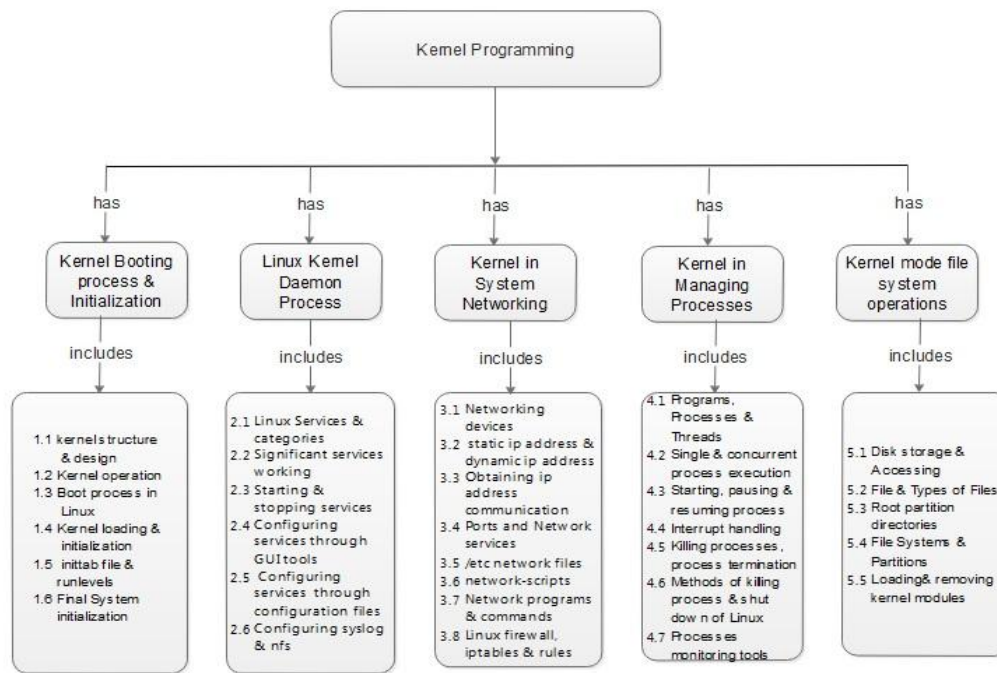 Kernel Programming
has
has
has
has
has
Kernel Booting
process &
Initialization
Linux Kernel
Daemon
Process
Kernel in
System
Networking
Kernel in
Managing
Processes
Kernel mode file
system
operations
includes
includes
includes
includes
includes
1.1 kernel structure
& design
1.2 Kernel operation
1.3 Boot process in
Linux
1.4 Kernel loading &
initialization
1.5 inittab file &
runlevels
1.6 Final System
initialization
2.1 Linux Services &
categories
2.2 Significant services
working
2.3 Starting &
stopping services
2.4 Configuring
services through
GUI tools
2.5 Configuring
services through
configuration files
2.6 Configuring syslog
& nfs
3.1 Networking
devices
3.2 static ip address &
dynamic ip address
3.3 Obtaining ip
address
communication
3.4 Ports and Network
services
3.5 /etc network files
3.6 network-scripts
3.7 Network programs
& commands
3.8 Linux firewall,
iptables & rules
4.1 Programs,
Processes &
Threads
4.2 Single & concurrent
process execution
4.3 Starting, pausing &
resuming process
4.4 Interrupt handling
4.5 Killing processes,
process termination
4.6 Methods of killing
process & shut
down of Linux
4.7 Processes
monitoring tools
5.1 Disk storage &
Accessing
5.2 File & Types of Files
5.3 Root partition
directories
5.4 File Systems &
Partitions
5.5 Loading& removing
kernel modules